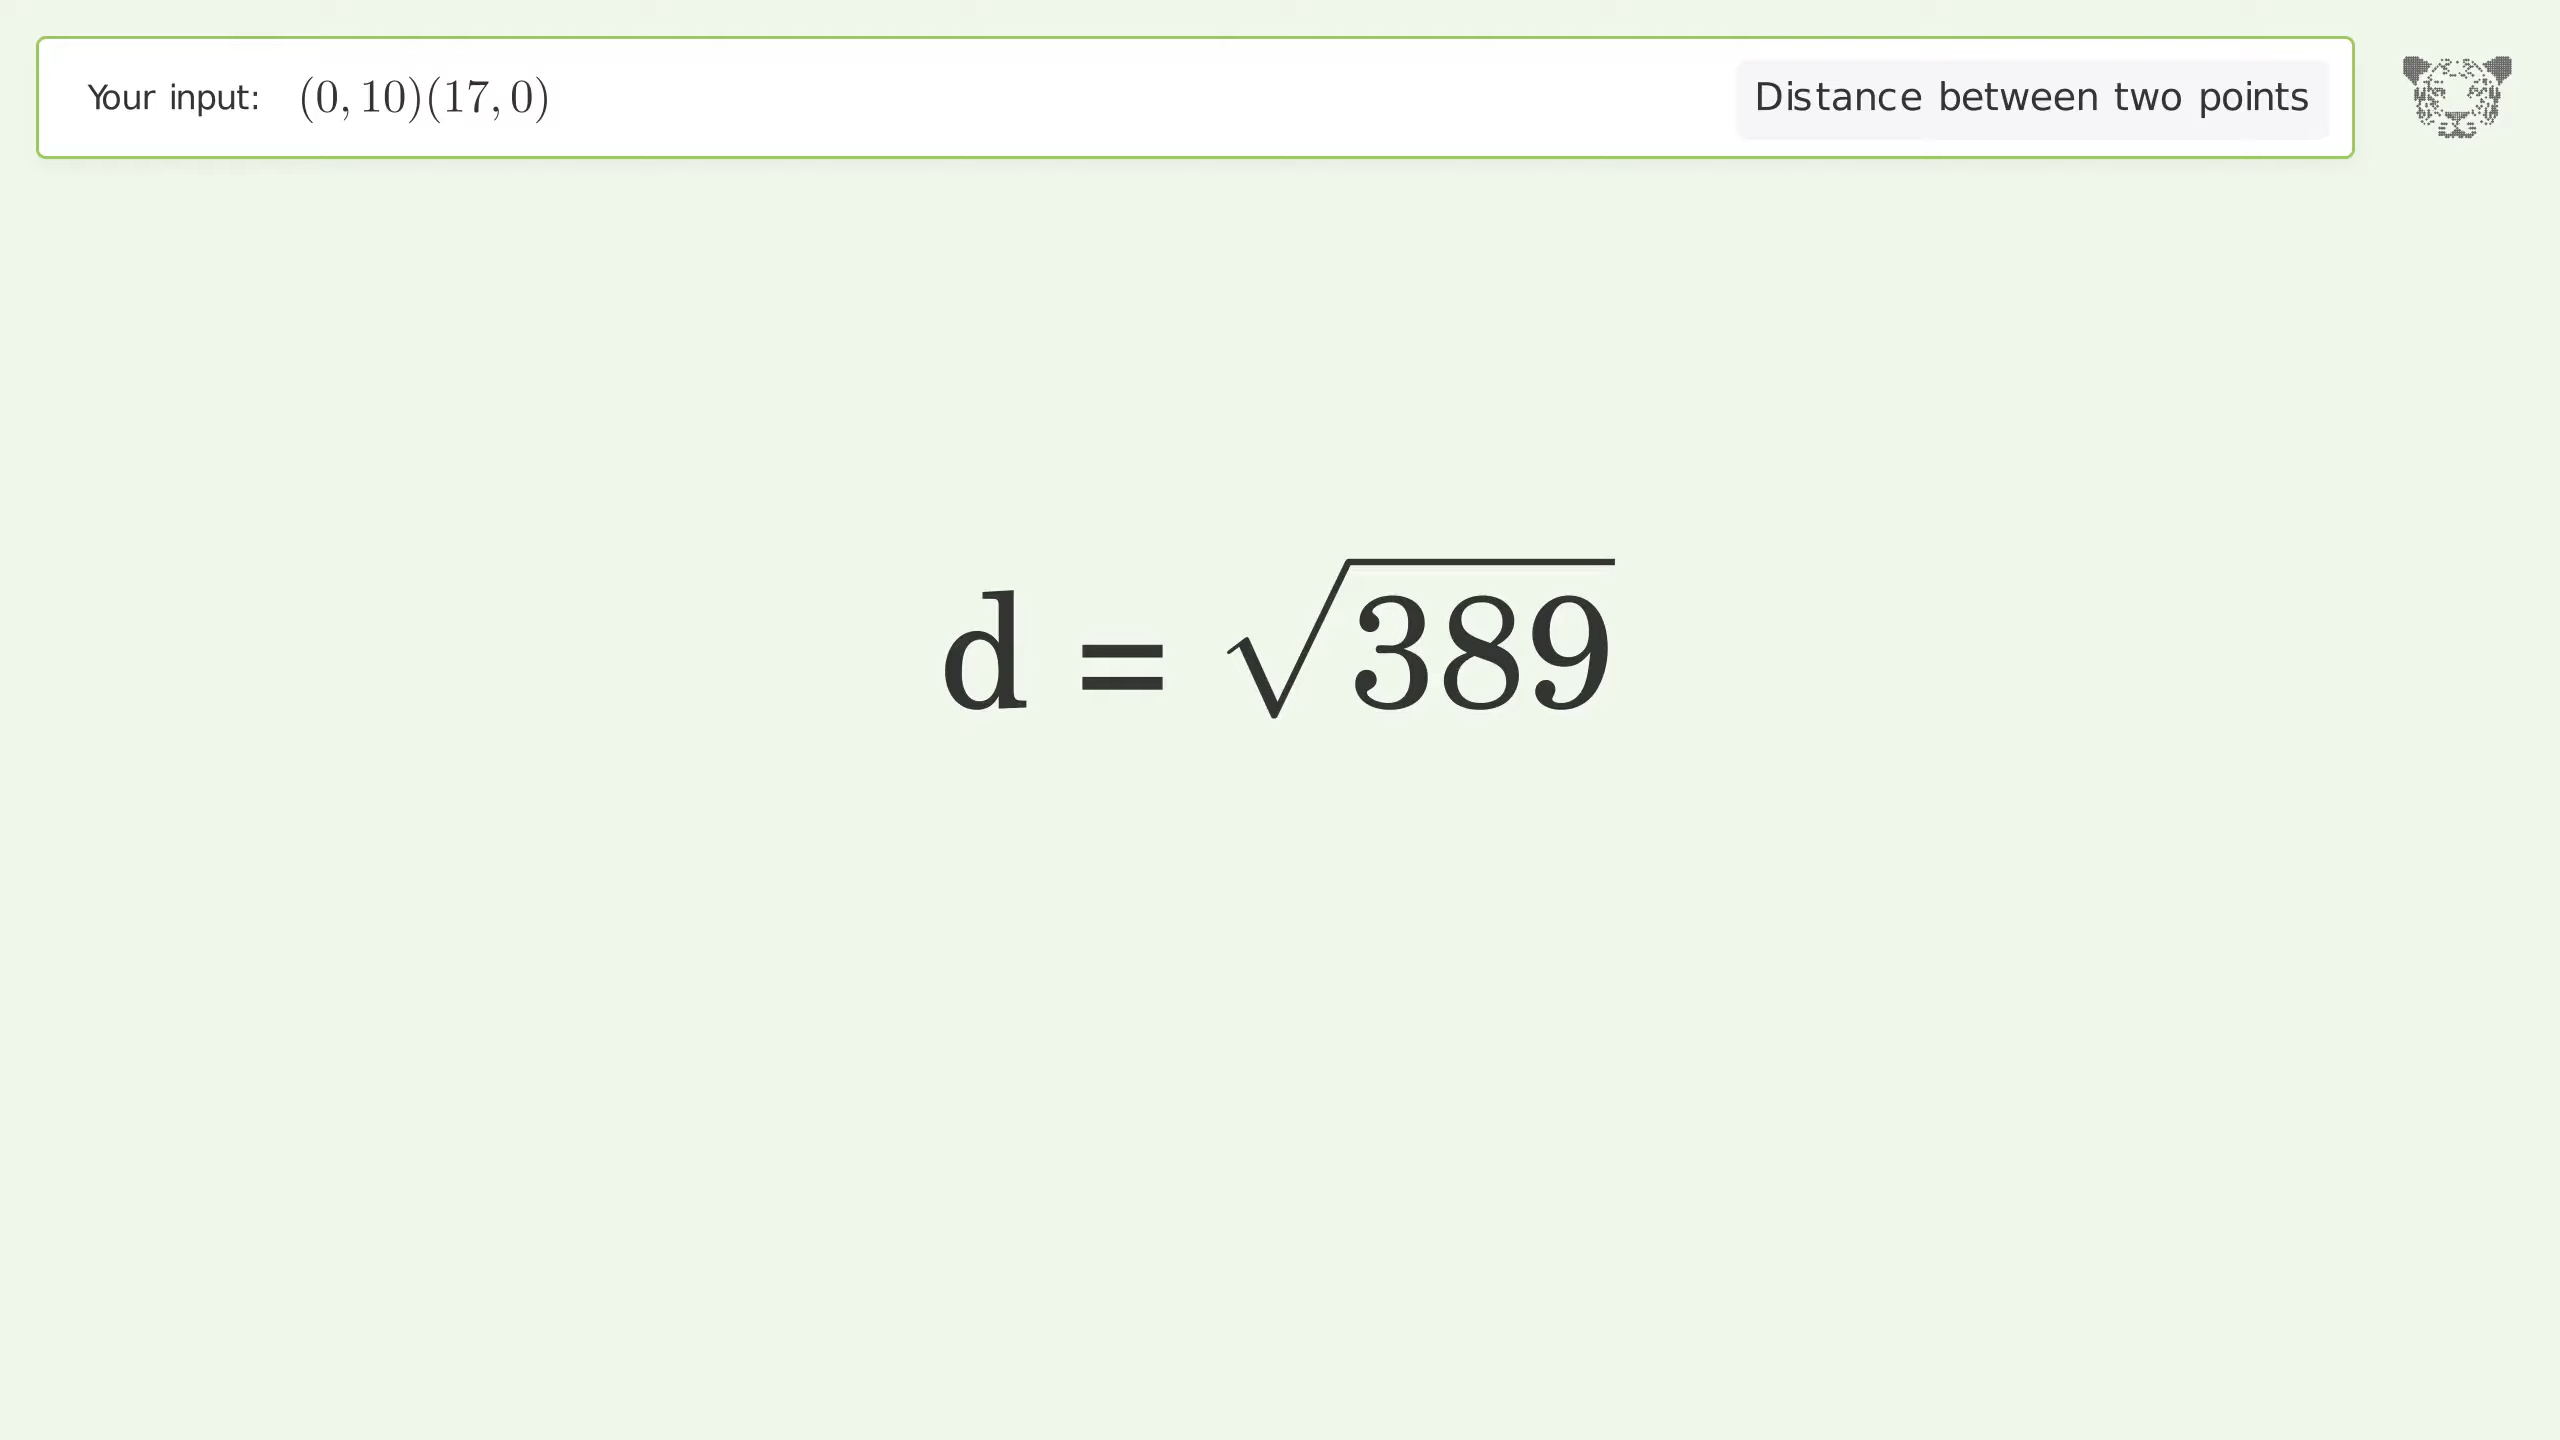 Your input: (0, 10)(17, 0) Distance between two points
d = √389